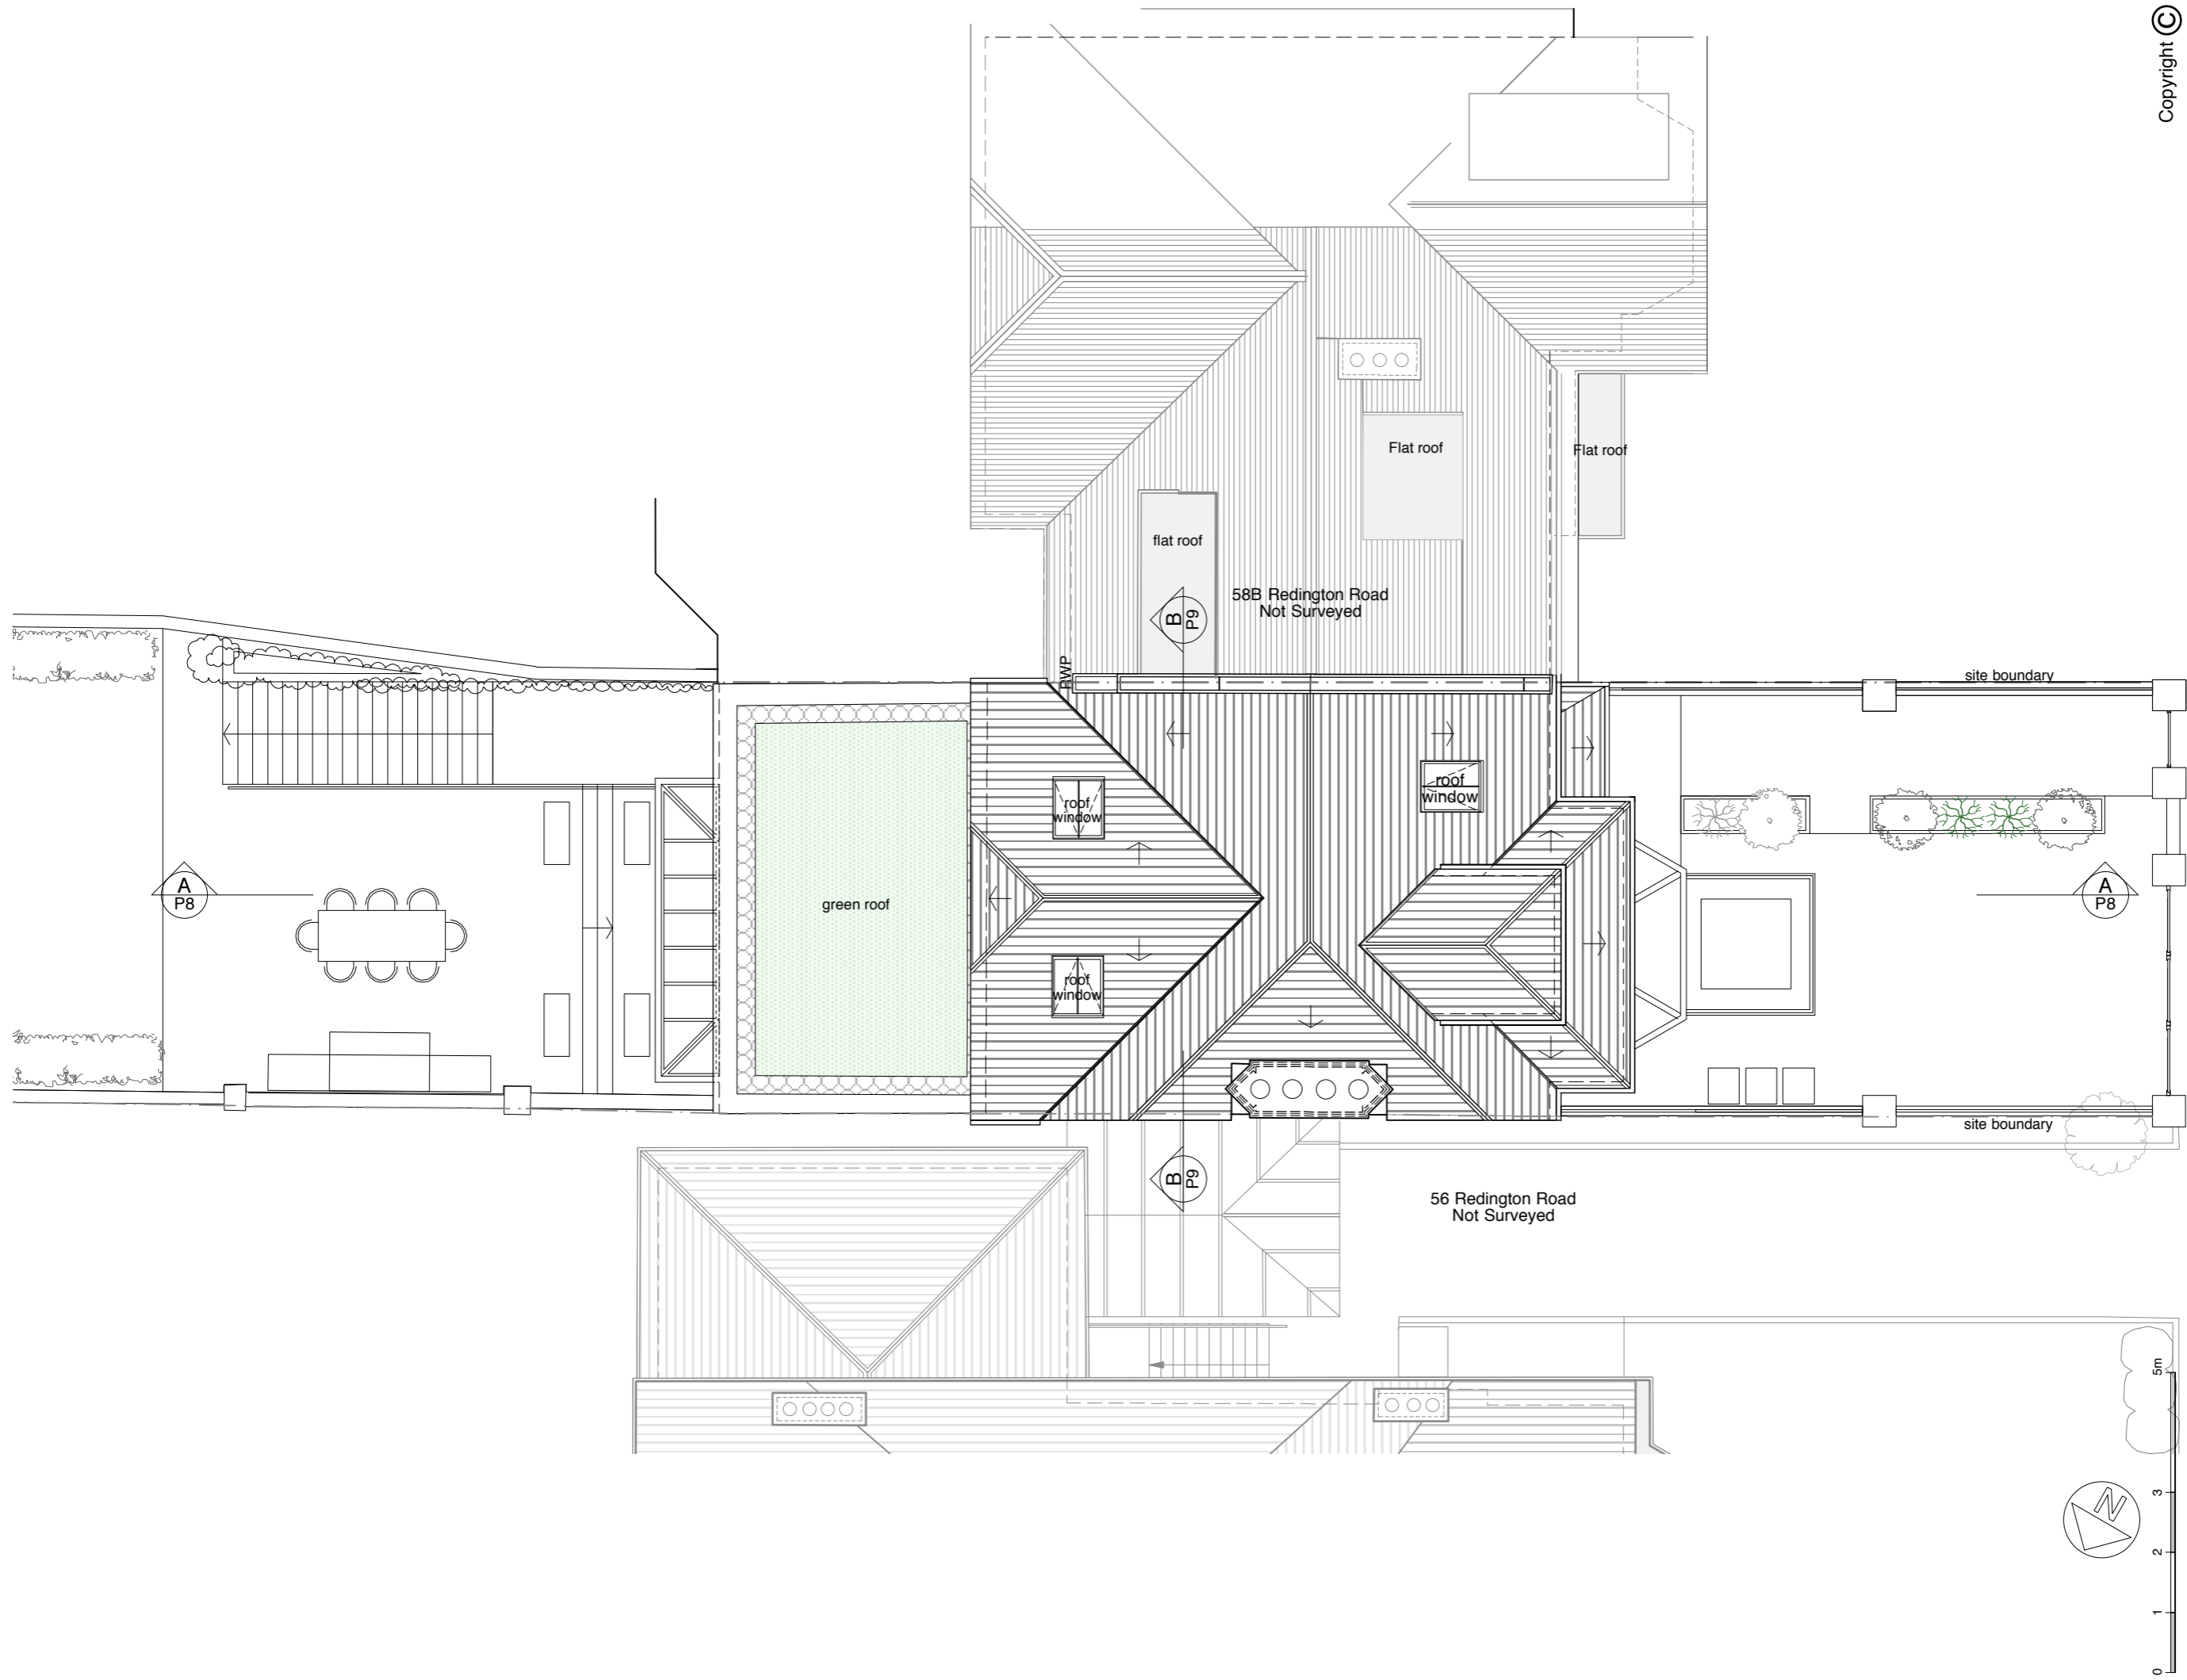 Copyright ©
Flat roof
Flat roof
flat roof
58B Redington Road
Not Surveyed
B
P9
RWP
site boundary
roof
window
roof
window
A
P8
green roof
A
P8
roof
window
site boundary
B
P9
56 Redington Road
Not Surveyed
N
5m
3
2
1
0